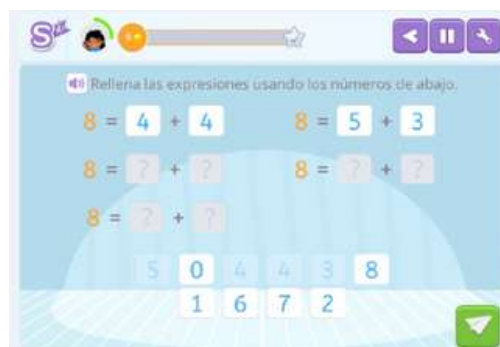 S
Rellena las expresiones usando los números de abajo.
8 = 4 + 4 8 = 5 + 3
8 = ? + ? 8 = ? + ?
8 = ? + ?
5 0 4 4 3 8
1 6 7 2